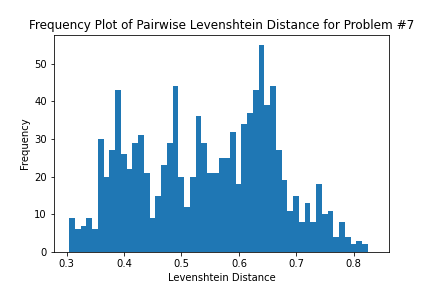 Frequency Plot of Pairwise Levenshtein Distance for Problem #7
Frequency
50
40
30
20
10
0
0.3 0.4 0.5 0.6 0.7 0.8
Levenshtein Distance